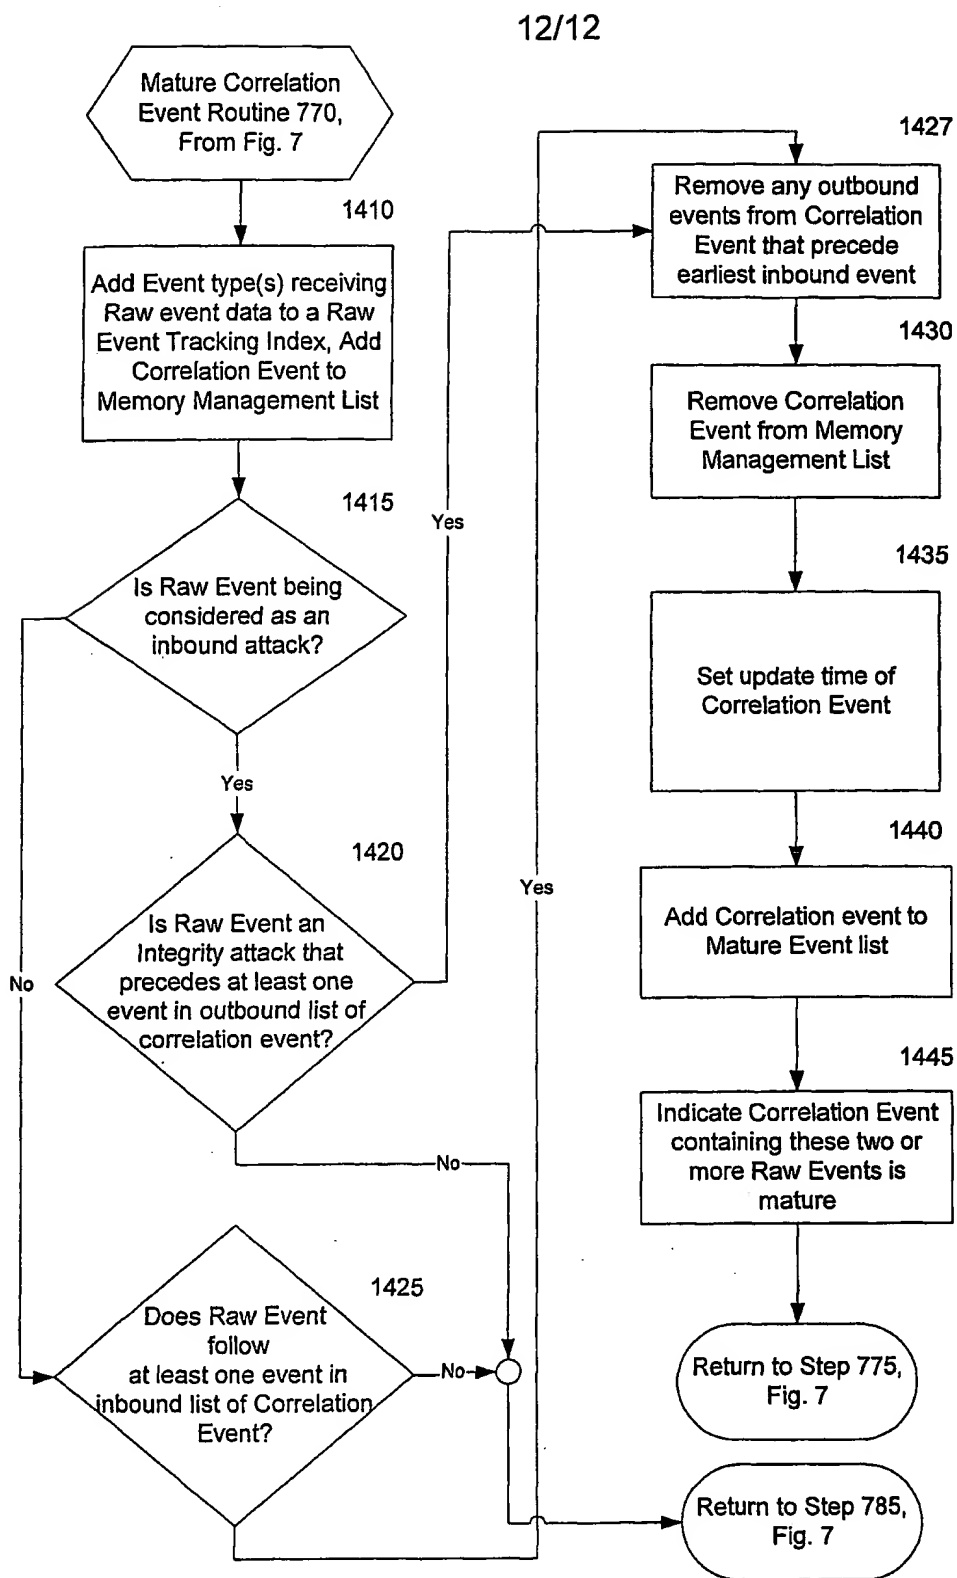 12/12
Mature Correlation
Event Routine 770,
From Fig. 7
1410
Add Event type(s) receiving
Raw event data to a Raw
Event Tracking Index, Add
Correlation Event to
Memory Management List
1415
Is Raw Event being
considered as an
inbound attack?
Yes
No
1420
Is Raw Event an
Integrity attack that
precedes at least one
event in outbound list of
correlation event?
Yes
No
1425
Does Raw Event
follow
at least one event in
inbound list of Correlation
Event?
No
Yes
1427
Remove any outbound
events from Correlation
Event that precede
earliest inbound event
1430
Remove Correlation
Event from Memory
Management List
1435
Set update time of
Correlation Event
1440
Add Correlation event to
Mature Event list
1445
Indicate Correlation Event
containing these two or
more Raw Events is
mature
Return to Step 775,
Fig. 7
Return to Step 785,
Fig. 7